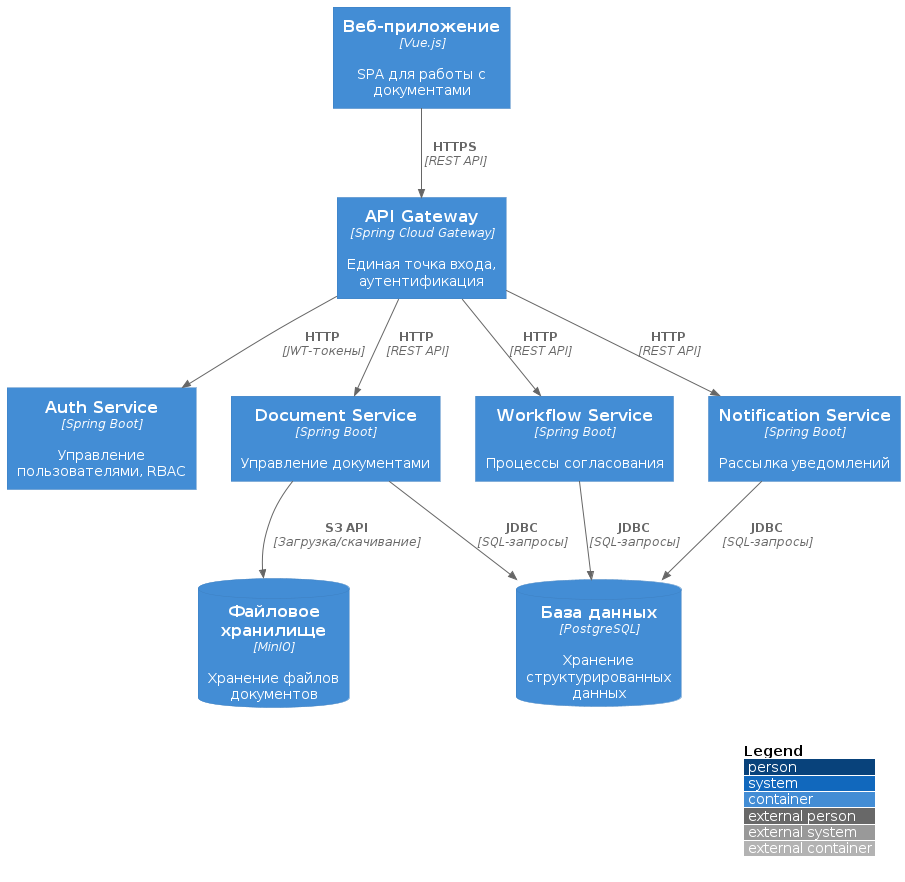 Веб-приложение
[Vue.js]
SPA для работы с
документами
HTTPS
[REST API]
API Gateway
[Spring Cloud Gateway]
Единая точка входа,
аутентификация
HTTP
[JWT-токены]
HTTP
[REST API]
HTTP
[REST API]
HTTP
[REST API]
Auth Service
[Spring Boot]
Управление
пользователями, RBAC
Document Service
[Spring Boot]
Управление документами
Workflow Service
[Spring Boot]
Процессы согласования
Notification Service
[Spring Boot]
Рассылка уведомлений
S3 API
[Загрузка/скачивание]
JDBC
[SQL-запросы]
JDBC
[SQL-запросы]
JDBC
[SQL-запросы]
Файловое
хранилище
[MinIO]
Хранение файлов
документов
База данных
[PostgreSQL]
Хранение
структурированных
данных
Legend
person
system
container
external person
external system
external container